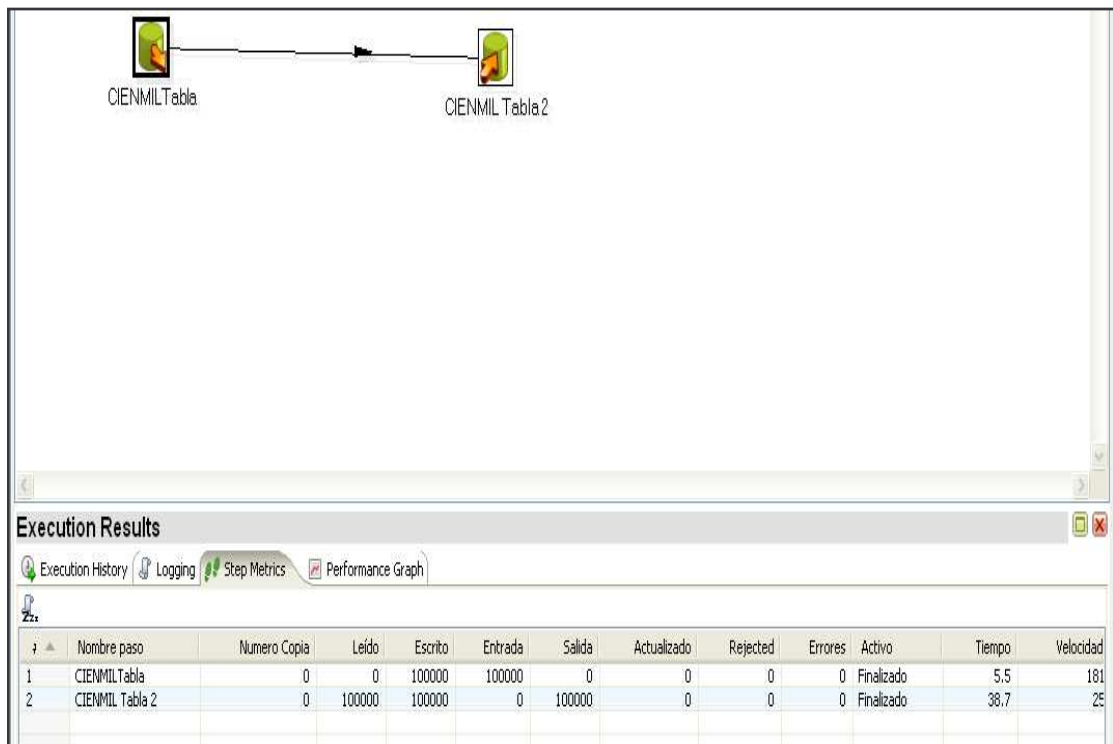 CIENMILTabla
CIENMIL Tabla 2
Execution Results
Execution History Logging Step Metrics Performance Graph
Nombre paso Numero Copia Leído Escrito Entrada Salida Actualizado Rejected Errores Activo Tiempo Velocidad
1 CIENMILTabla 0 0 100000 100000 0 0 0 0 Finalizado 5.5 181
2 CIENMIL Tabla 2 0 100000 100000 0 100000 0 0 0 Finalizado 38.7 25